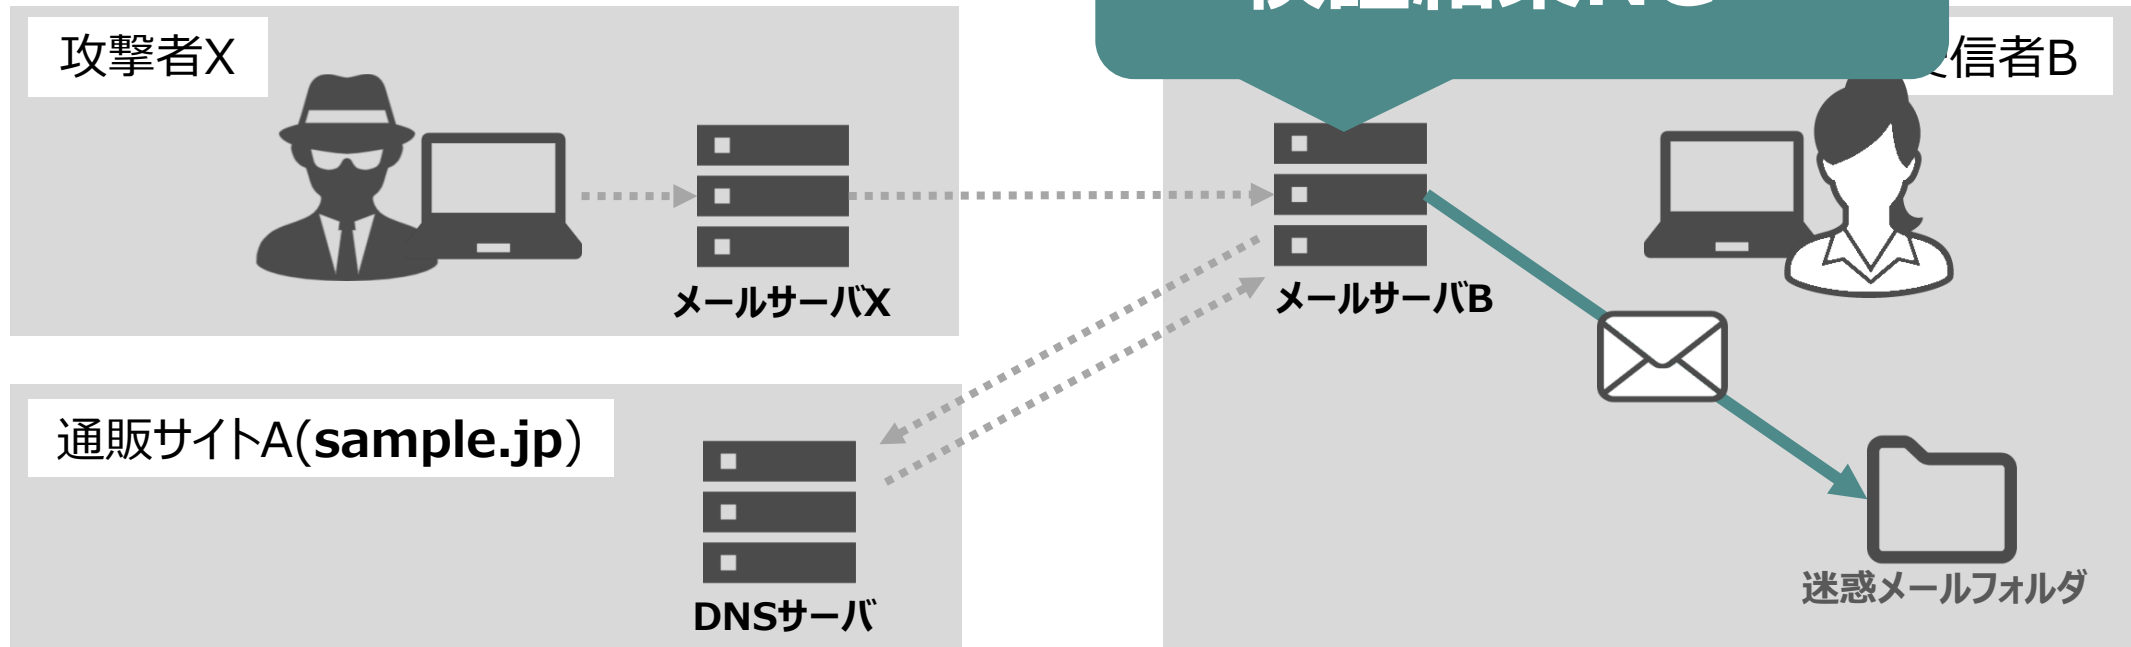 攻撃者X
信者B
メールサーバX
メールサーバB
通販サイトA(sample.jp)
DNSサーバ
迷惑メールフォルダ